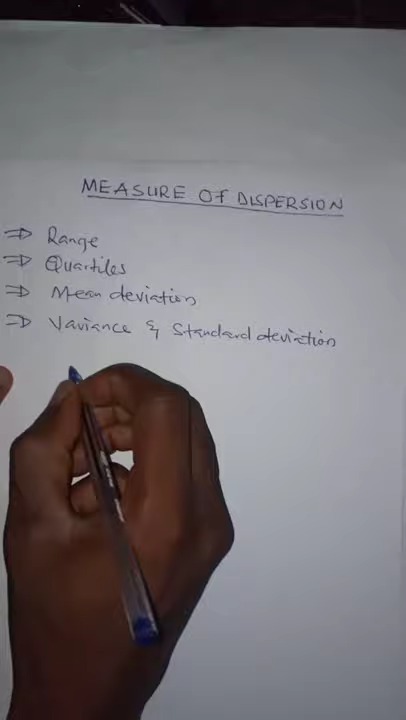 MEASURE OF DISPERSION
⇒ Range
⇒ Quartiles
⇒ Mean deviation
⇒ Variance & Standard deviation